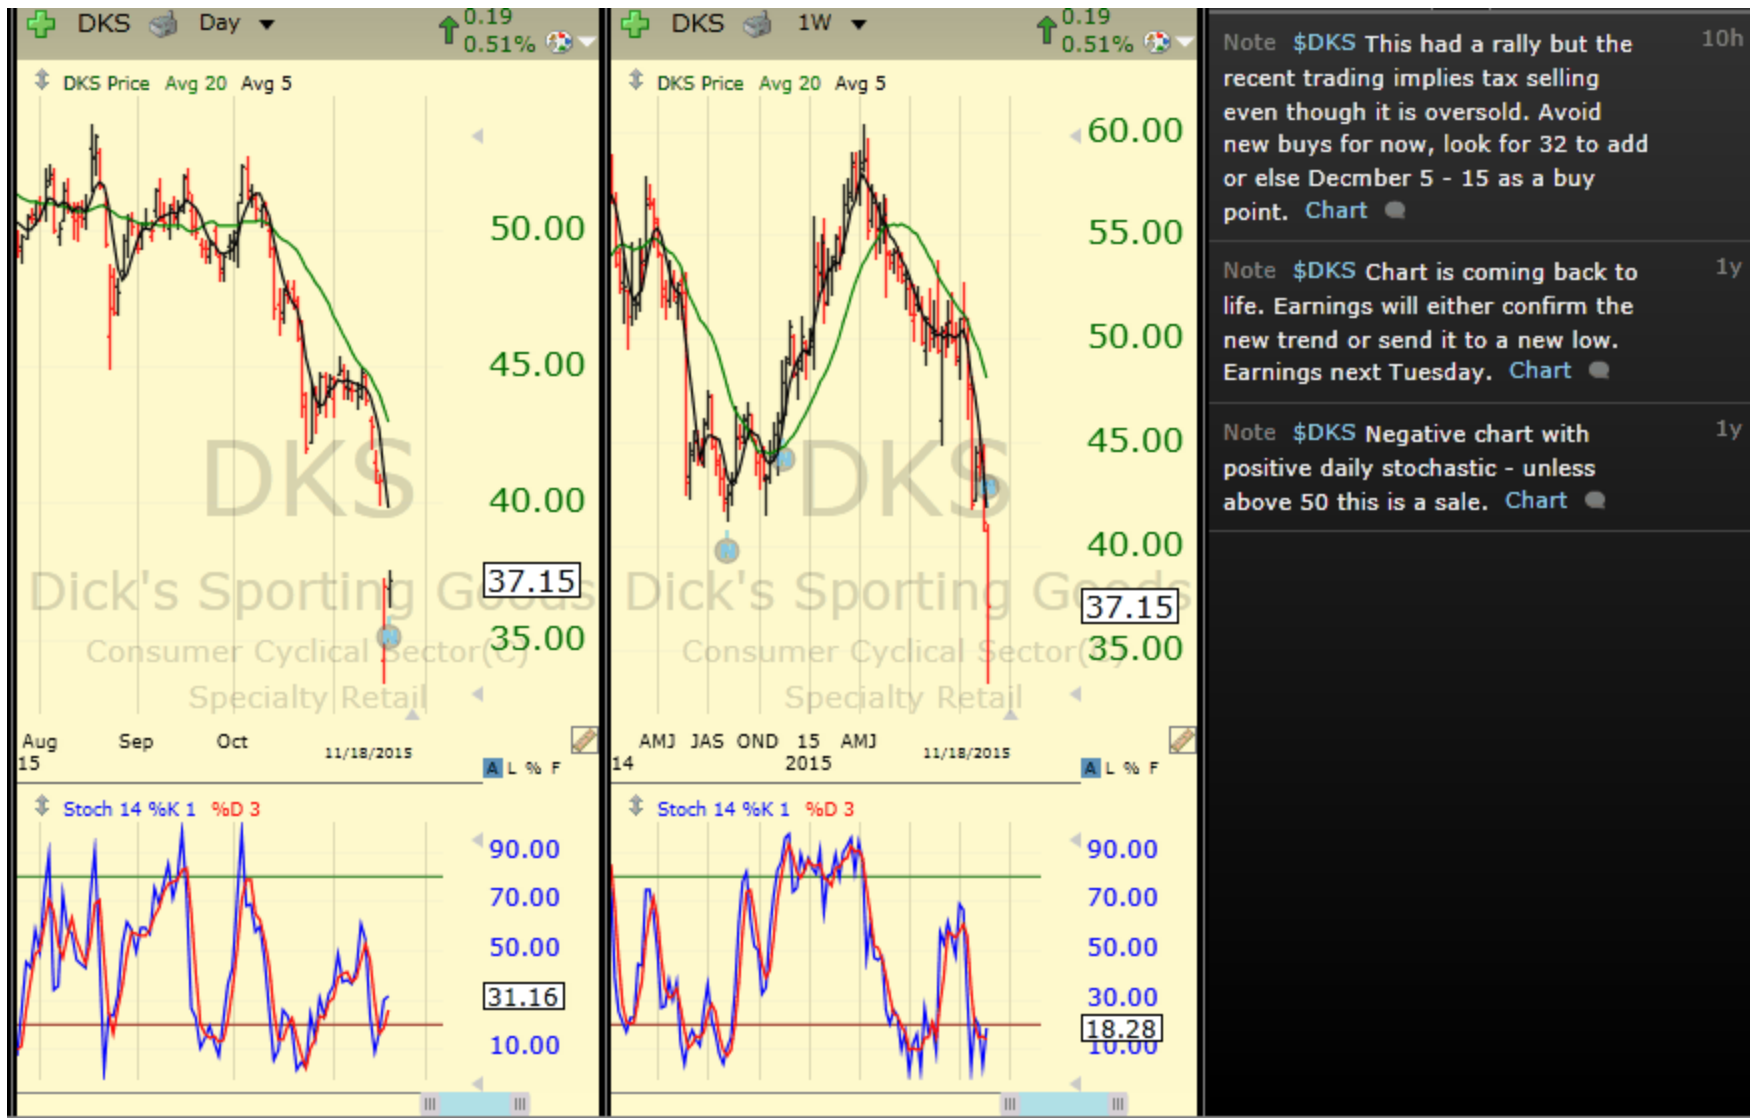 DKS Day 0.19
0.51%
DKS Price Avg 20 Avg 5
50.00
45.00
DKS
40.00
37.15
Dick's Sporting Goods
35.00
Consumer Cyclical Sector(C)
Specialty Retail
Aug Sep Oct
15 11/18/2015
A L % F
Stoch 14 %K 1 %D 3
90.00
70.00
50.00
31.16
10.00
DKS 1W 0.19
0.51%
DKS Price Avg 20 Avg 5
60.00
55.00
50.00
45.00
DKS
N
N
40.00
N
Dick's Sporting Goods
37.15
35.00
Consumer Cyclical Sector(C)
Specialty Retail
AMJ JAS OND 15 AMJ
14 2015 11/18/2015
A L % F
Stoch 14 %K 1 %D 3
90.00
70.00
50.00
30.00
18.28
10.00
Note $DKS This had a rally but the 10h
recent trading implies tax selling
even though it is oversold. Avoid
new buys for now, look for 32 to add
or else Decmber 5 - 15 as a buy
point. Chart
Note $DKS Chart is coming back to 1y
life. Earnings will either confirm the
new trend or send it to a new low.
Earnings next Tuesday. Chart
Note $DKS Negative chart with 1y
positive daily stochastic - unless
above 50 this is a sale. Chart